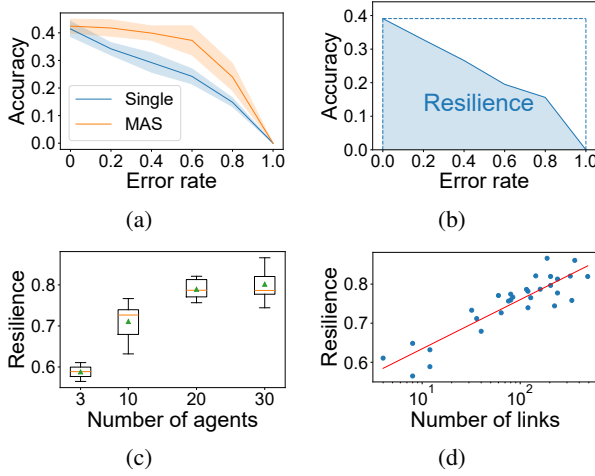 Accuracy
0.4
0.3
0.2
0.1
0.0
Single
MAS
0 0.2 0.4 0.6 0.8 1.0
Error rate
(a)
Accuracy
0.4
0.3
0.2
0.1
0.0
Resilience
0.0 0.2 0.4 0.6 0.8 1.0
Error rate
(b)
Resilience
0.8
0.7
0.6
3 10 20 30
Number of agents
(c)
Resilience
0.8
0.7
0.6
10¹ 10²
Number of links
(d)